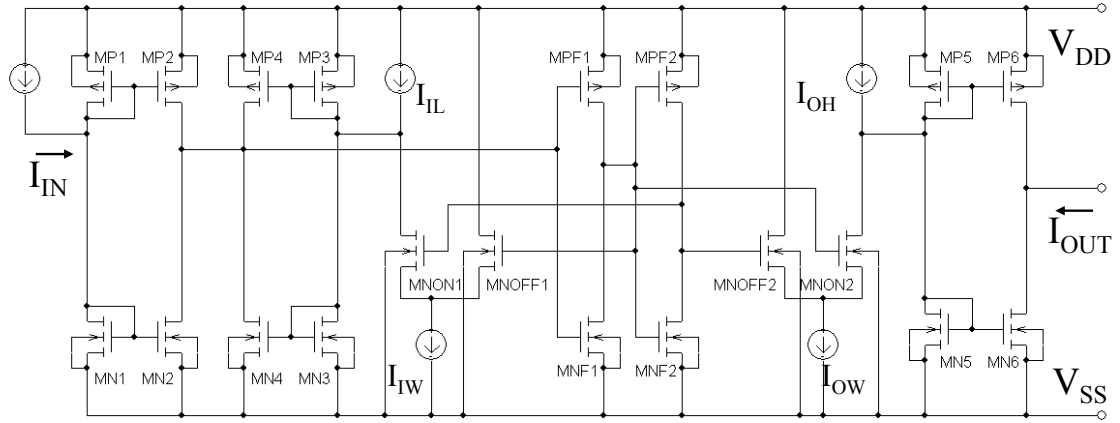 MP1 MP2 MP4 MP3 MPF1 MPF2 MP5 MP6
V_DD
I_IL
I_OH
I_IN
I_OUT
MNON1 MNOFF1 MNOFF2 MNON2
MN1 MN2 MN4 MN3 I_IW MNF1 MNF2 I_OW MN5 MN6
V_SS